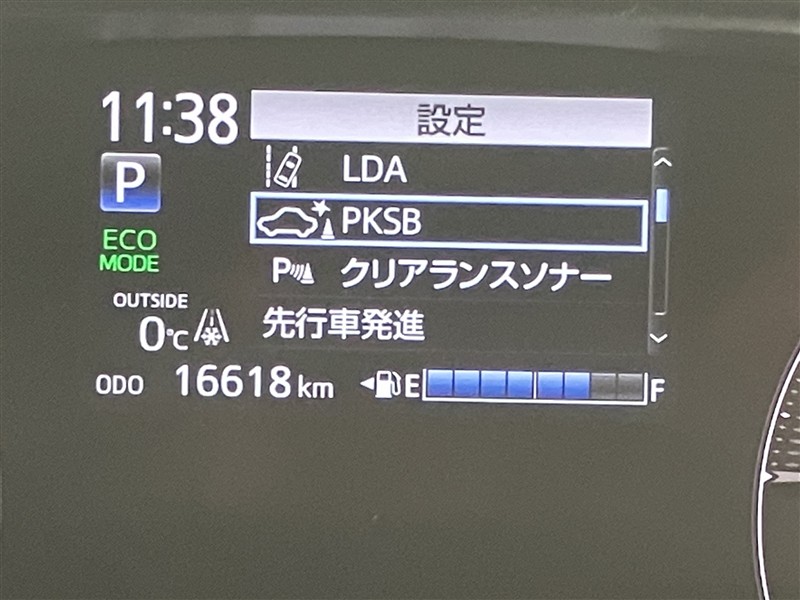 11:38
設定
LDA
P
PKSB
ECO
MODE
P クリアランスソナー
OUTSIDE
0℃
先行車発進
ODO 16618 km
E F